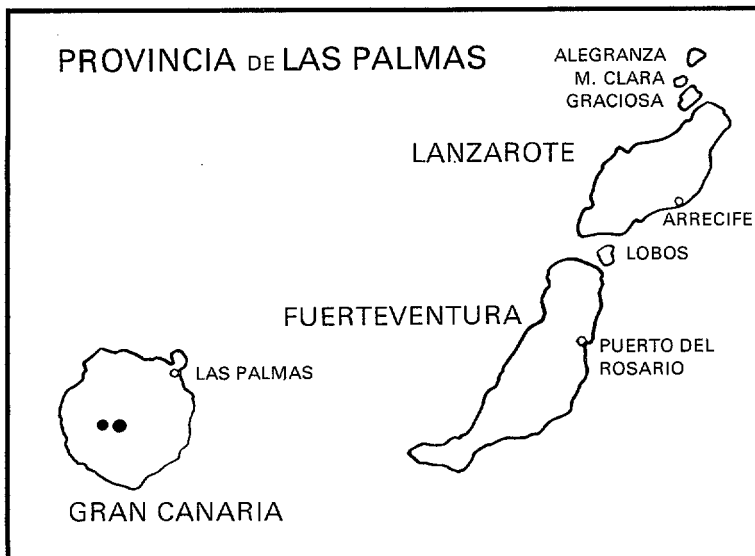 PROVINCIA DE LAS PALMAS
ALEGRANZA
M. CLARA
GRACIOSA
LANZAROTE
ARRECIFE
LOBOS
FUERTEVENTURA
PUERTO DEL
ROSARIO
LAS PALMAS
GRAN CANARIA